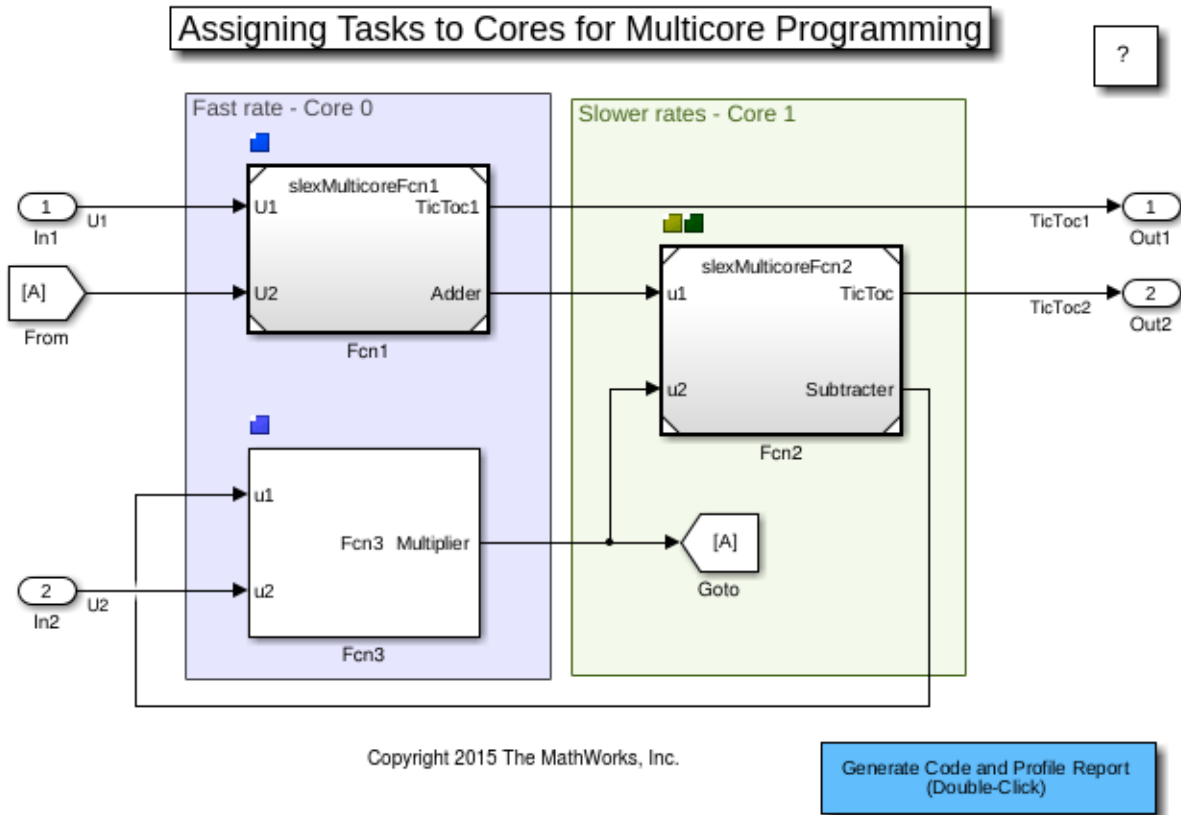 Assigning Tasks to Cores for Multicore Programming
?
Fast rate - Core 0
Slower rates - Core 1
slexMulticoreFcn1
1
U1
U1
TicToc1
TicToc1
1
In1
Out1
slexMulticoreFcn2
[A]
U2
Adder
u1
TicToc
TicToc2
2
From
Out2
Fcn1
u2
Subtracter
Fcn2
u1
Fcn3
Multiplier
[A]
2
U2
u2
Goto
In2
Fcn3
Copyright 2015 The MathWorks, Inc.
Generate Code and Profile Report
(Double-Click)